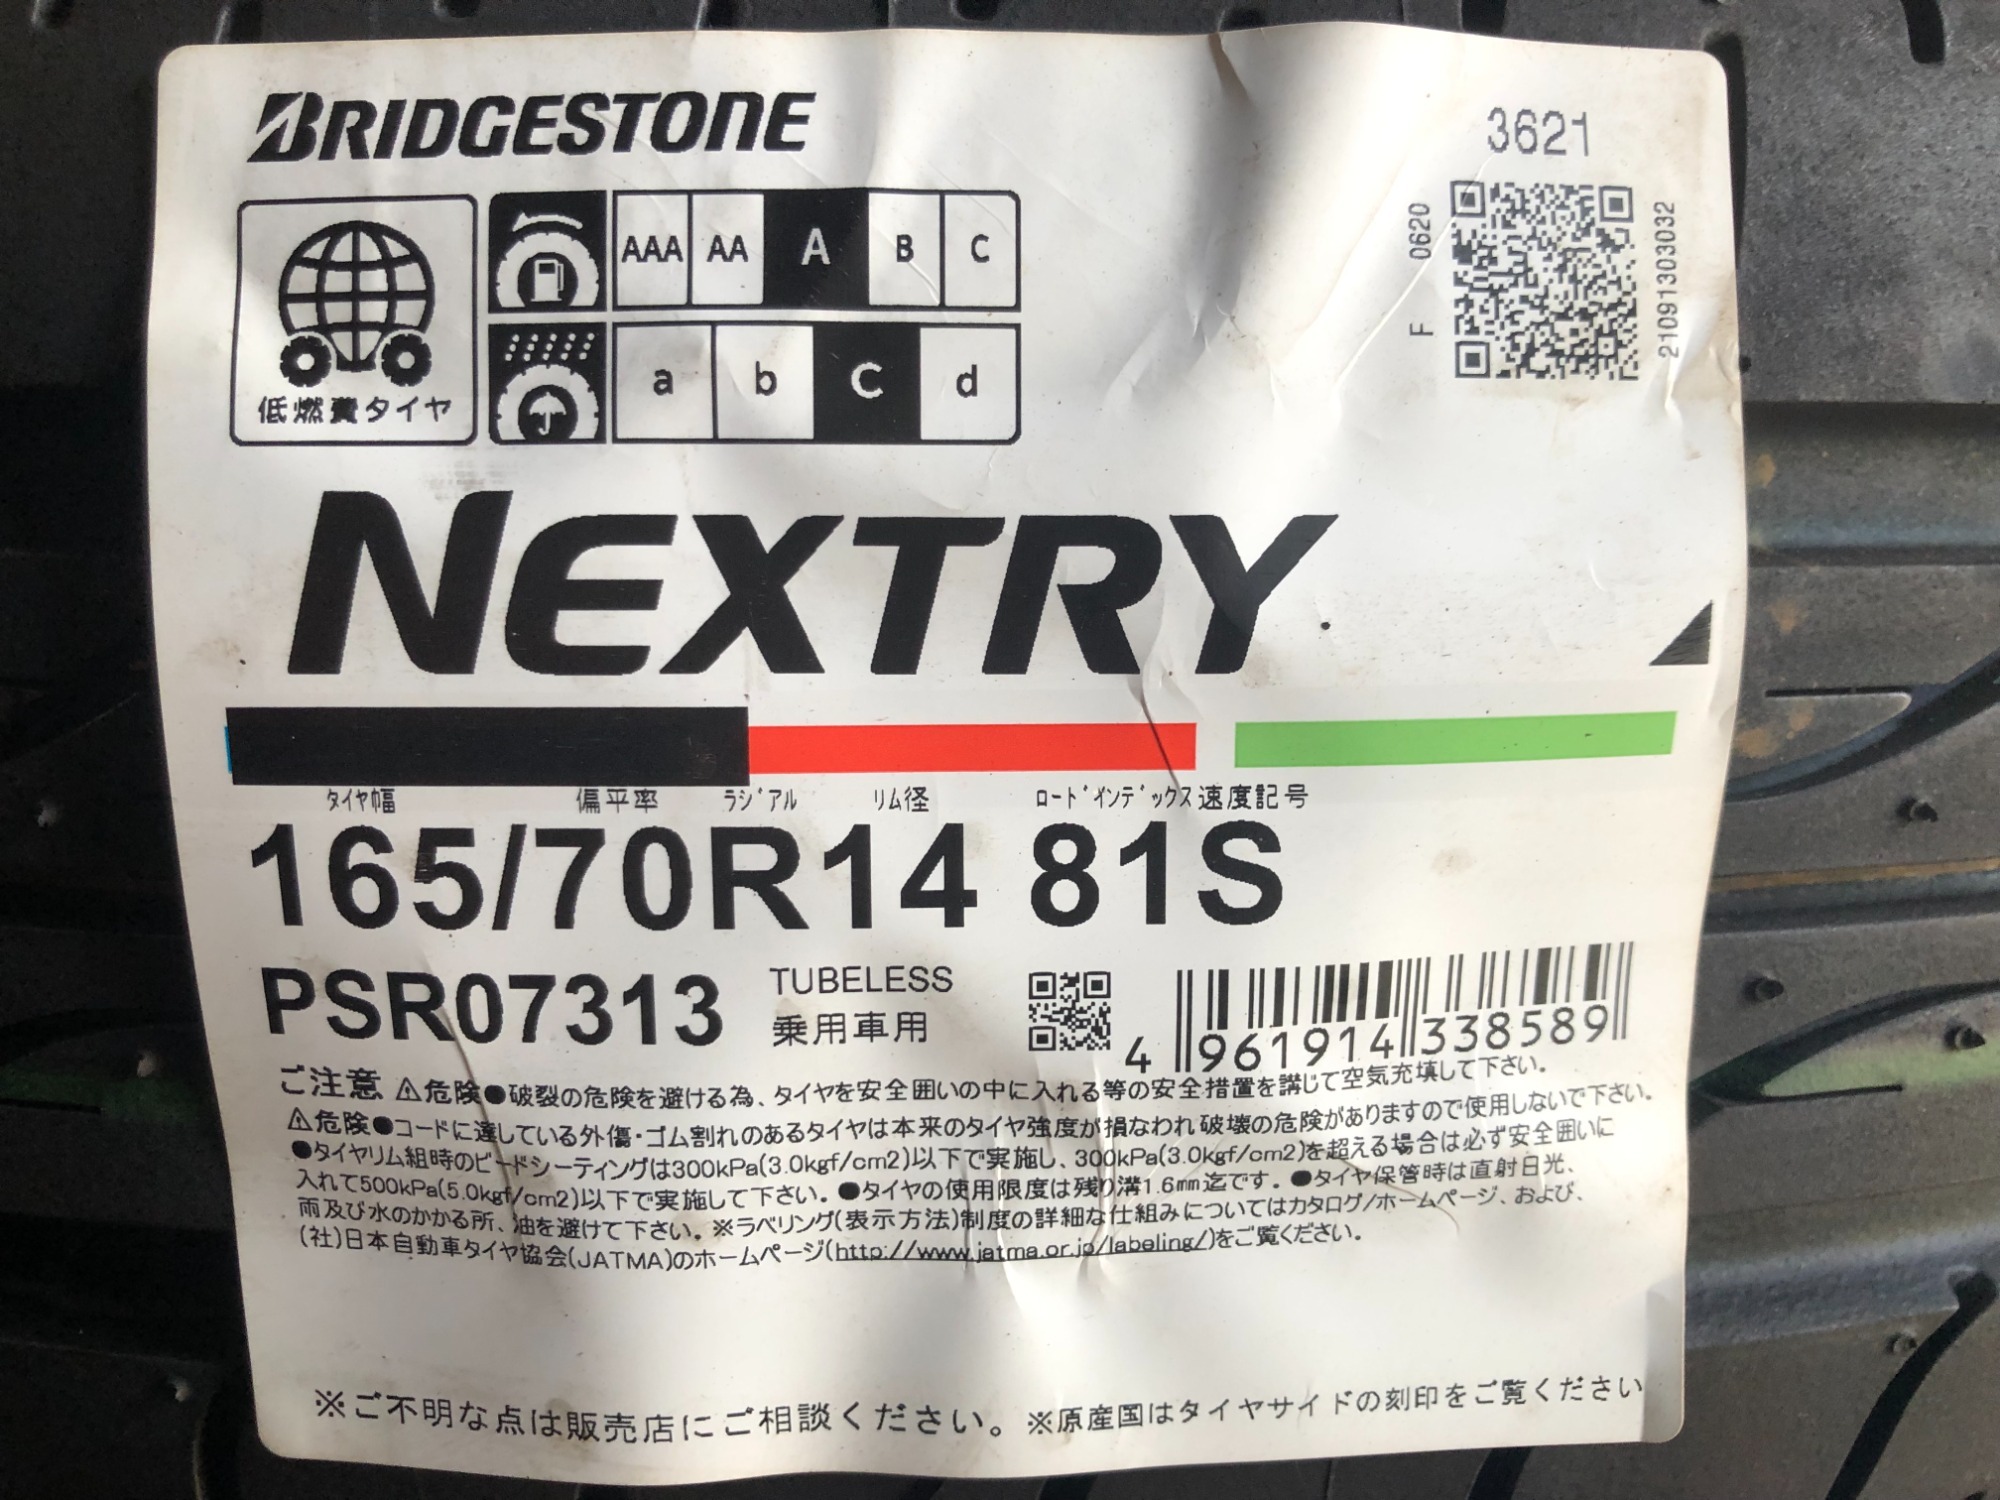 BRIDGESTONE
3621
F 0620
2109130303​2
低燃費タイヤ
AAA AA A B C
a b c d
NEXTRY
タイヤ幅 偏平率 ラジアル リム径 ロードインデックス 速度記号
165/70R14 81S
PSR07313
TUBELESS
乗用車用
4 961914 338589
ご注意 ⚠危険●破裂の危険を避ける為、タイヤを安全囲いの中に入れる等の安全措置を講じて空気充填して下さい。
⚠危険●コードに達している外傷・ゴム割れのあるタイヤは本来のタイヤ強度が損なわれ破壊の危険がありますので使用しないで下さい。
●タイヤリム組時のビードシーティングは300kPa(3.0kgf/cm2)以下で実施し、300kPa(3.0kgf/cm2)を超える場合は必ず安全囲いに
入れて500kPa(5.0kgf/cm2)以下で実施して下さい。●タイヤの使用限度は残り溝1.6mm迄です。●タイヤ保管時は直射日光、
雨及び水のかかる所、油を避けて下さい。※ラベリング(表示方法)制度の詳細な仕組みについてはカタログ/ホームページ、および、
(社)日本自動車タイヤ協会(JATMA)のホームページ(http://www.jatma.or.jp/labeling/)をご覧ください。
※ご不明な点は販売店にご相談ください。※原産国はタイヤサイドの刻印をご覧ください